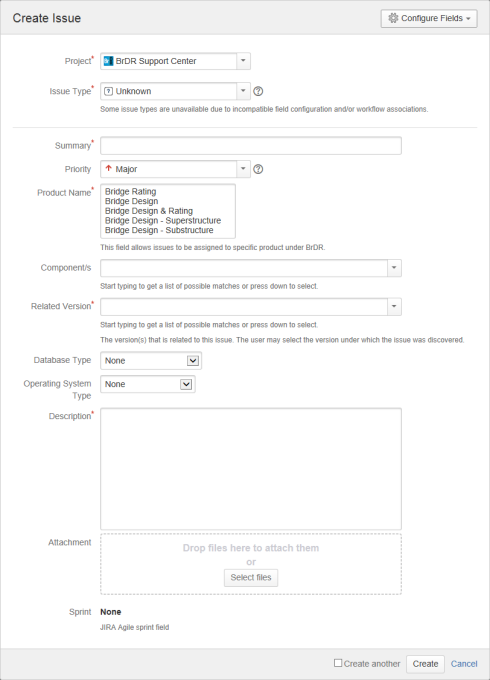 Create Issue
Configure Fields
Project*
BrDR Support Center
Issue Type*
Unknown
Some issue types are unavailable due to incompatible field configuration and/or workflow associations.
Summary*
Priority
Major
Product Name*
Bridge Rating
Bridge Design
Bridge Design & Rating
Bridge Design - Superstructure
Bridge Design - Substructure
This field allows issues to be assigned to specific product under BrDR.
Component/s
Start typing to get a list of possible matches or press down to select.
Related Version*
Start typing to get a list of possible matches or press down to select.
The version(s) that is related to this issue. The user may select the version under which the issue was discovered.
Database Type
None
Operating System
Type
None
Description*
Attachment
Drop files here to attach them
or
Select files
Sprint
None
JIRA Agile sprint field
Create another
Create
Cancel